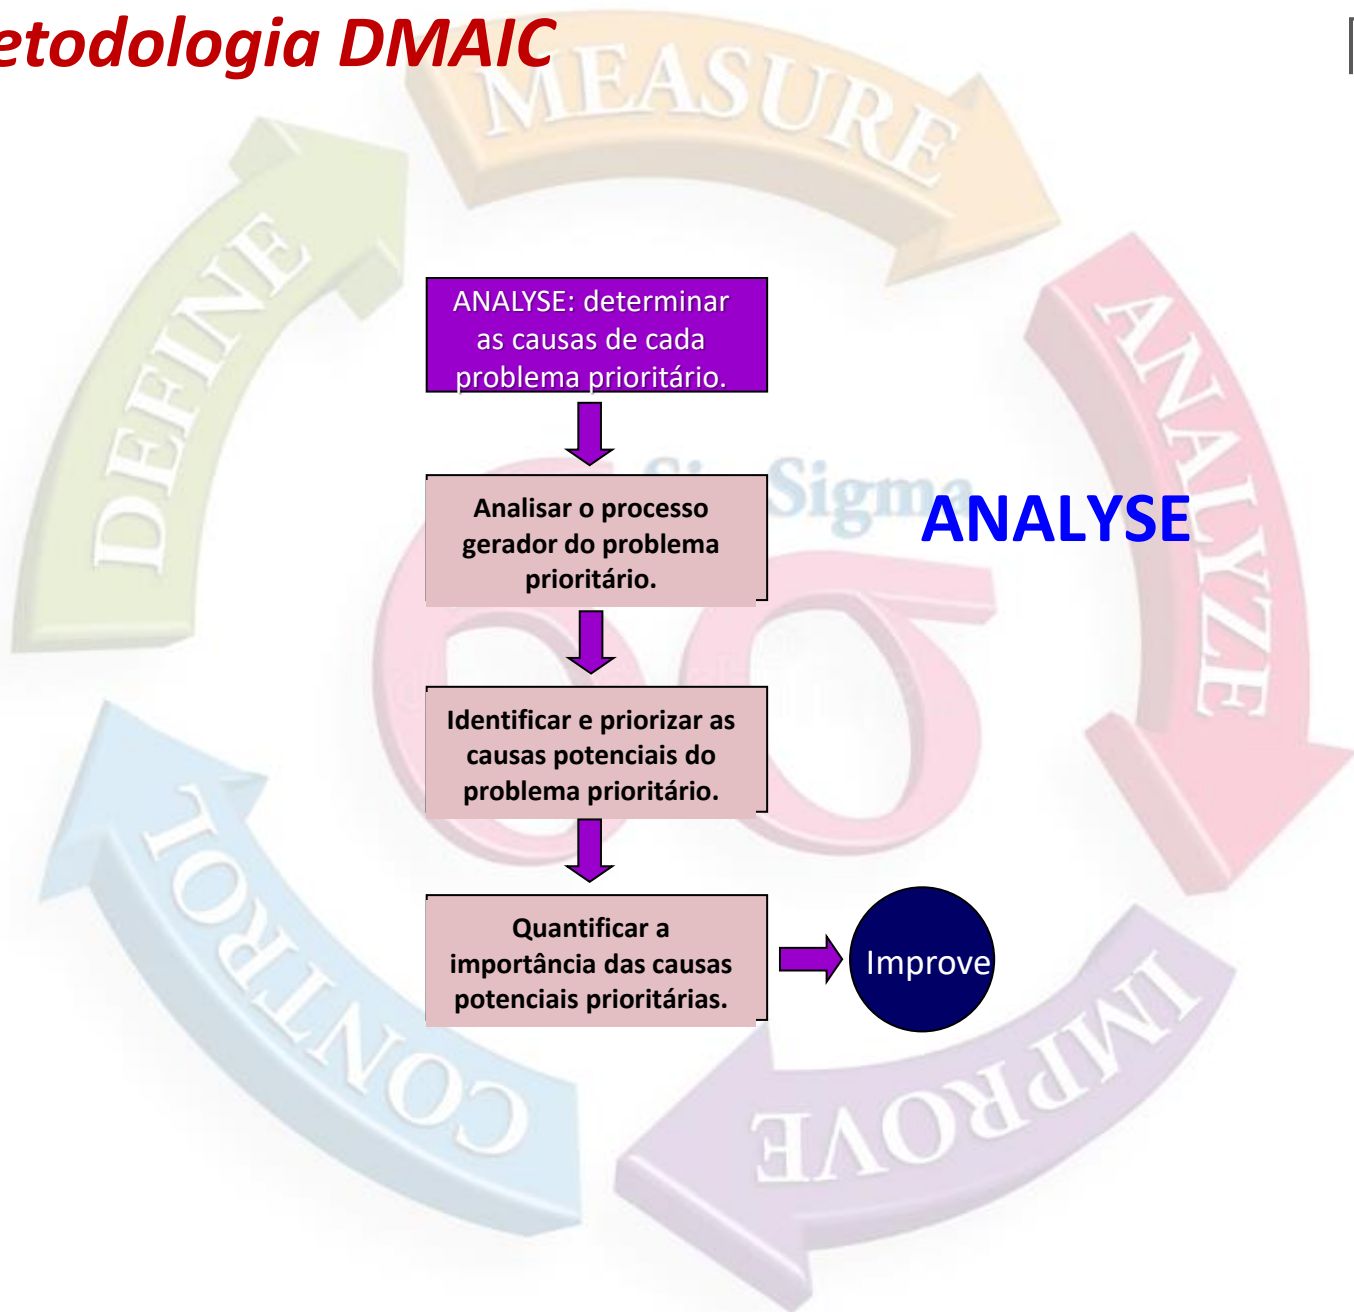 etodologia DMAIC
MEASURE
DEFINE
ANALYZE
ANALYSE: determinar
as causas de cada
problema prioritário.
Six Sigma
ANALYSE
Analisar o processo
gerador do problema
prioritário.
Identificar e priorizar as
causas potenciais do
problema prioritário.
Quantificar a
importância das causas
potenciais prioritárias.
Improve
6σ
CONTROL
IMPROVE